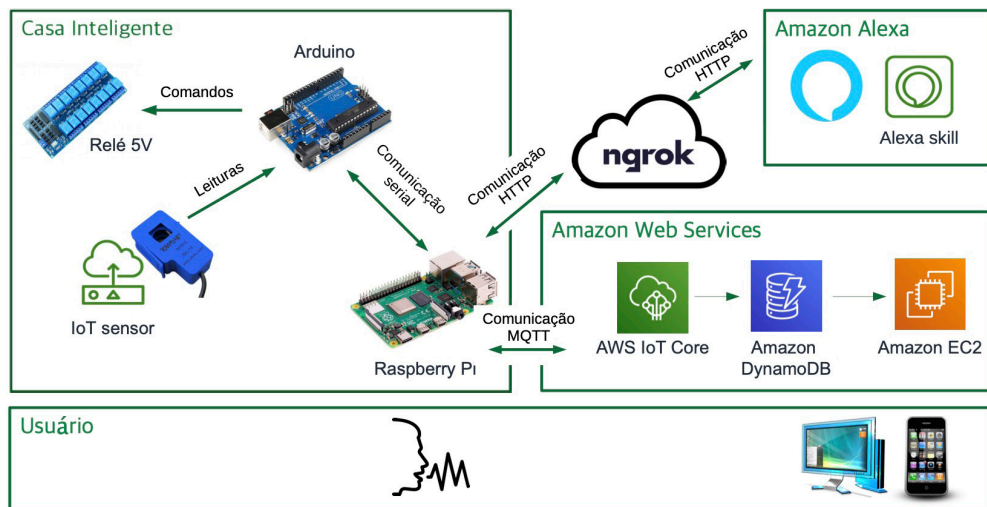 Casa Inteligente
Arduino
Comandos
Relé 5V
Leituras
Comunicação
serial
IoT sensor
Raspberry Pi
Comunicação
HTTP
ngrok
Comunicação
HTTP
Amazon Alexa
Alexa skill
Comunicação
MQTT
Amazon Web Services
AWS IoT Core
Amazon
DynamoDB
Amazon EC2
Usuário